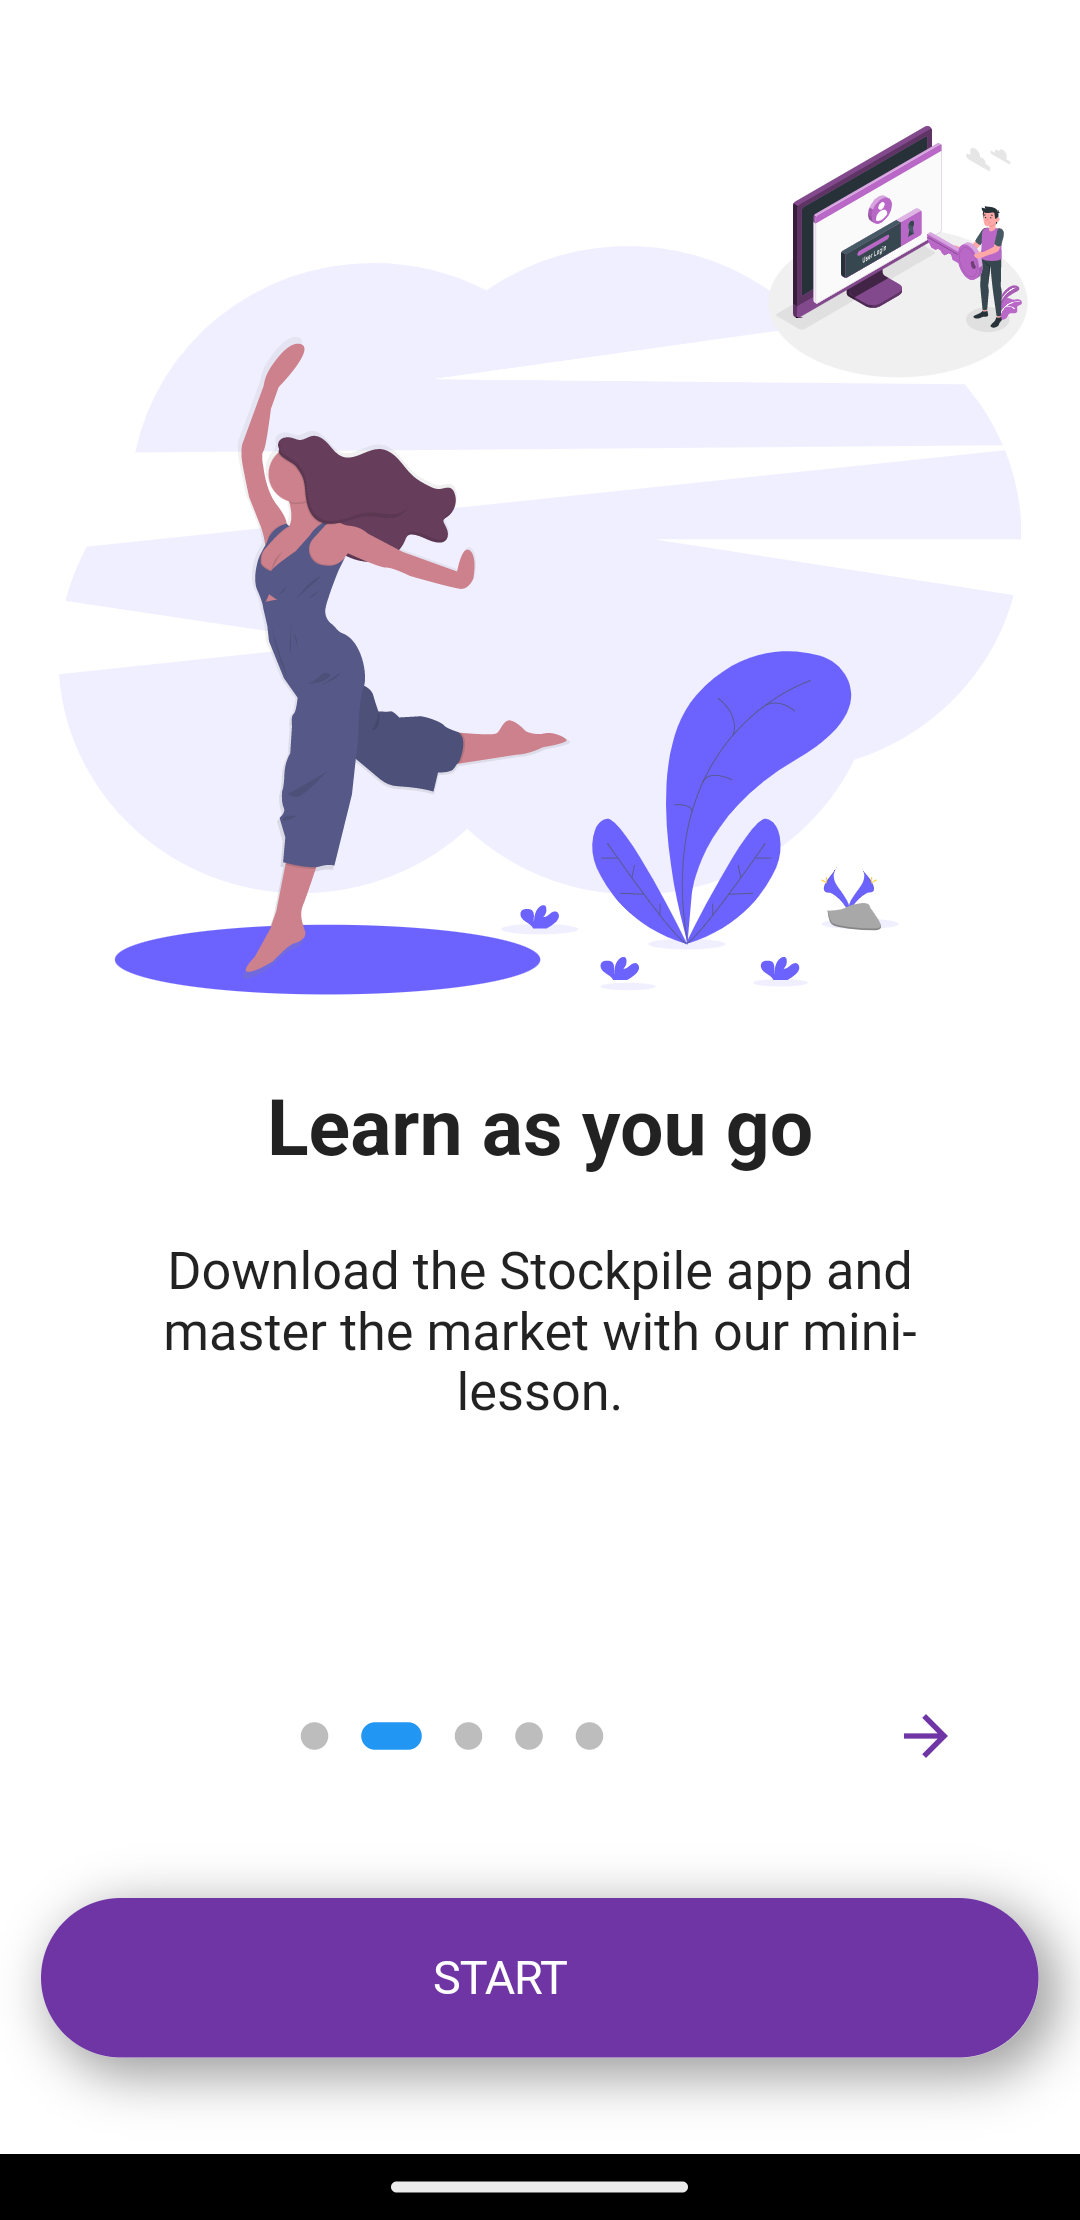 User Login
Learn as you go
Download the Stockpile app and
master the market with our mini-
lesson.
START